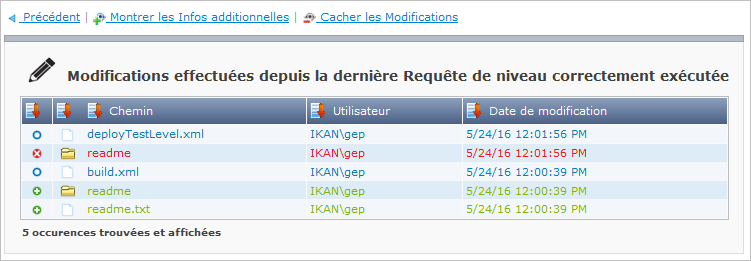 Précédent | Montrer les Infos additionnelles | Cacher les Modifications
Modifications effectuées depuis la dernière Requête de niveau correctement exécutée
Chemin Utilisateur Date de modification
deployTestLevel.xml IKAN\gep 5/24/16 12:01:56 PM
readme IKAN\gep 5/24/16 12:01:56 PM
build.xml IKAN\gep 5/24/16 12:00:39 PM
readme IKAN\gep 5/24/16 12:00:39 PM
readme.txt IKAN\gep 5/24/16 12:00:39 PM
5 occurences trouvées et affichées